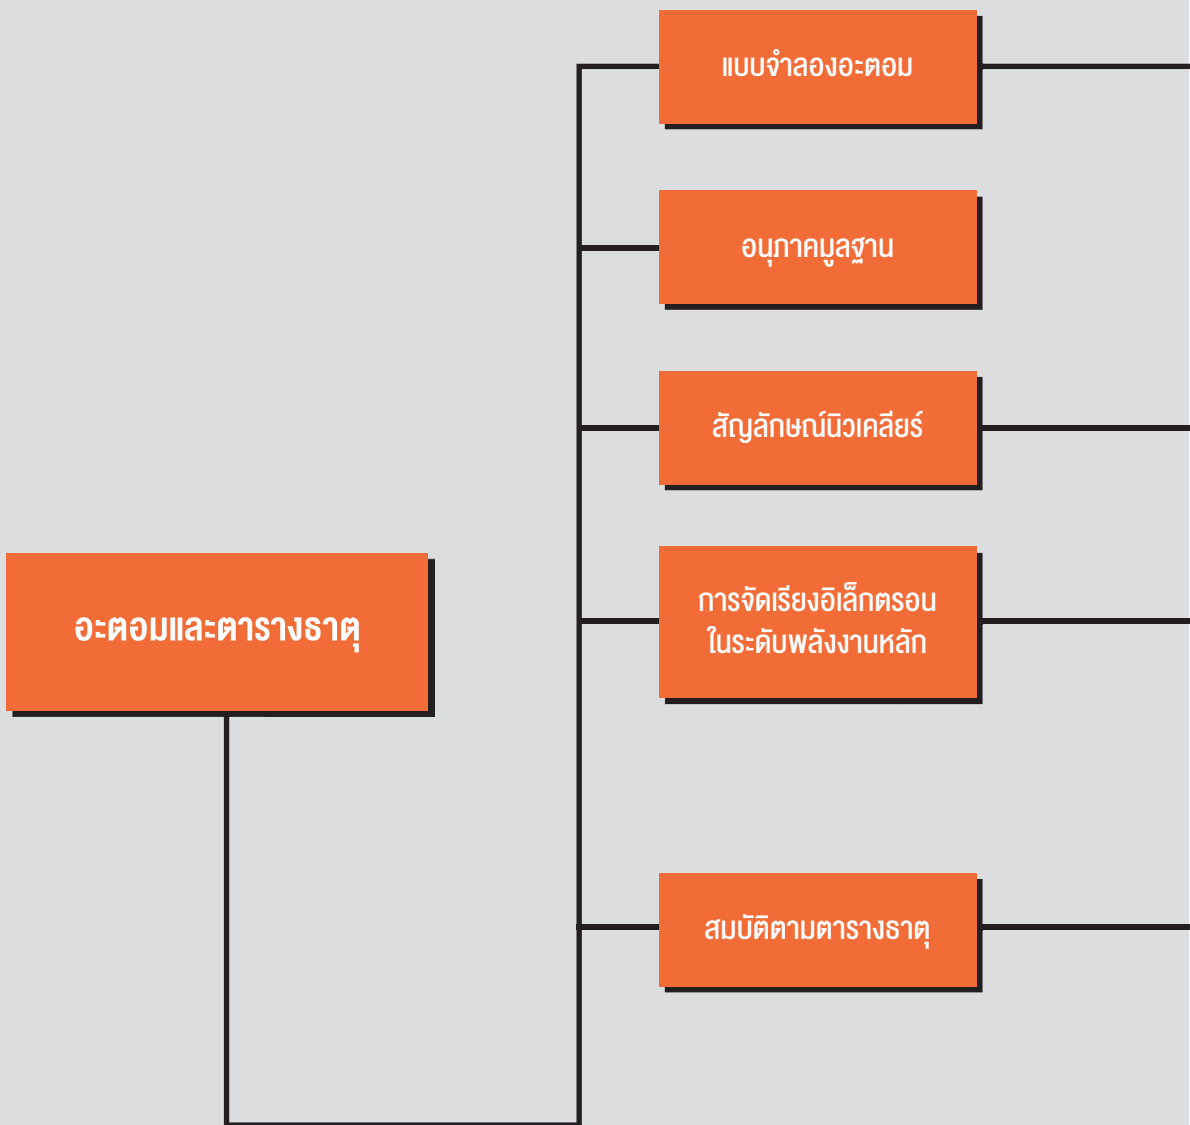 แบบจำลองอะตอม
อนุภาคมูลฐาน
สัญลักษณ์นิวเคลียร์
อะตอมและตารางธาตุ
การจัดเรียงอิเล็กตรอน
ในระดับพลังงานหลัก
สมบัติตามตารางธาตุ